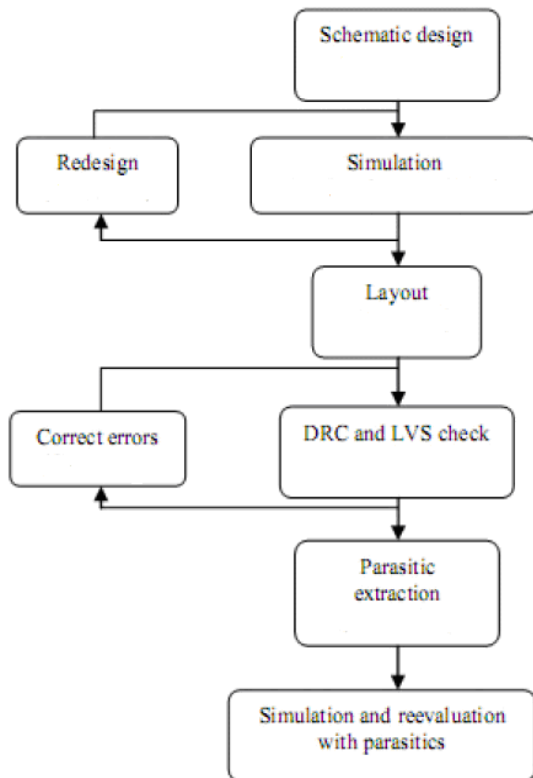 Schematic design
Redesign
Simulation
Layout
Correct errors
DRC and LVS check
Parasitic
extraction
Simulation and reevaluation
with parasitics